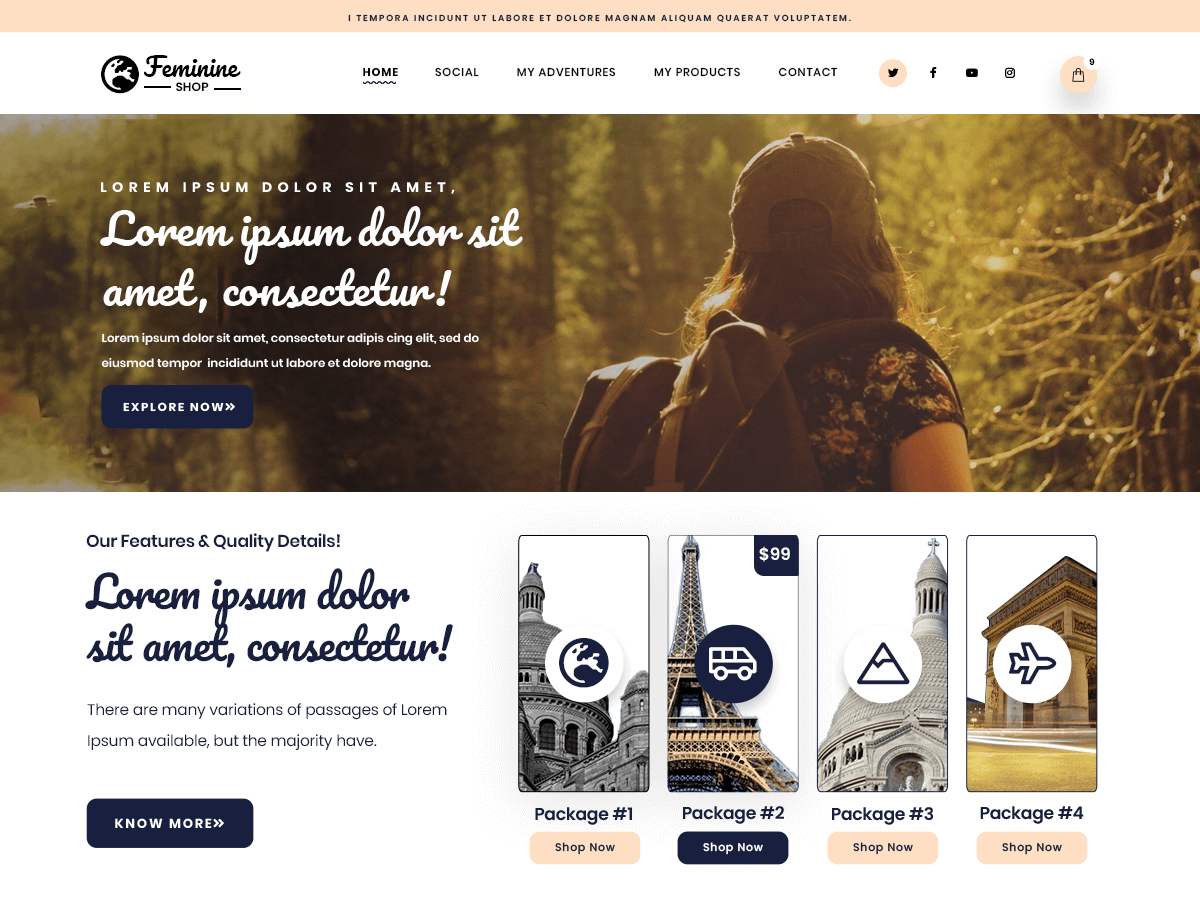 I TEMPORA INCIDUNT UT LABORE ET DOLORE MAGNAM ALIQUAM QUAERAT VOLUPTATEM.
Feminine
SHOP
HOME SOCIAL MY ADVENTURES MY PRODUCTS CONTACT 9
LOREM IPSUM DOLOR SIT AMET,
Lorem ipsum dolor sit
amet, consectetur!
Lorem ipsum dolor sit amet, consectetur adipis cing elit, sed do
eiusmod tempor incididunt ut labore et dolore magna.
EXPLORE NOW»
Our Features & Quality Details!
Lorem ipsum dolor
sit amet, consectetur!
There are many variations of passages of Lorem
Ipsum available, but the majority have.
KNOW MORE»
$99
Package #1 Package #2 Package #3 Package #4
Shop Now Shop Now Shop Now Shop Now